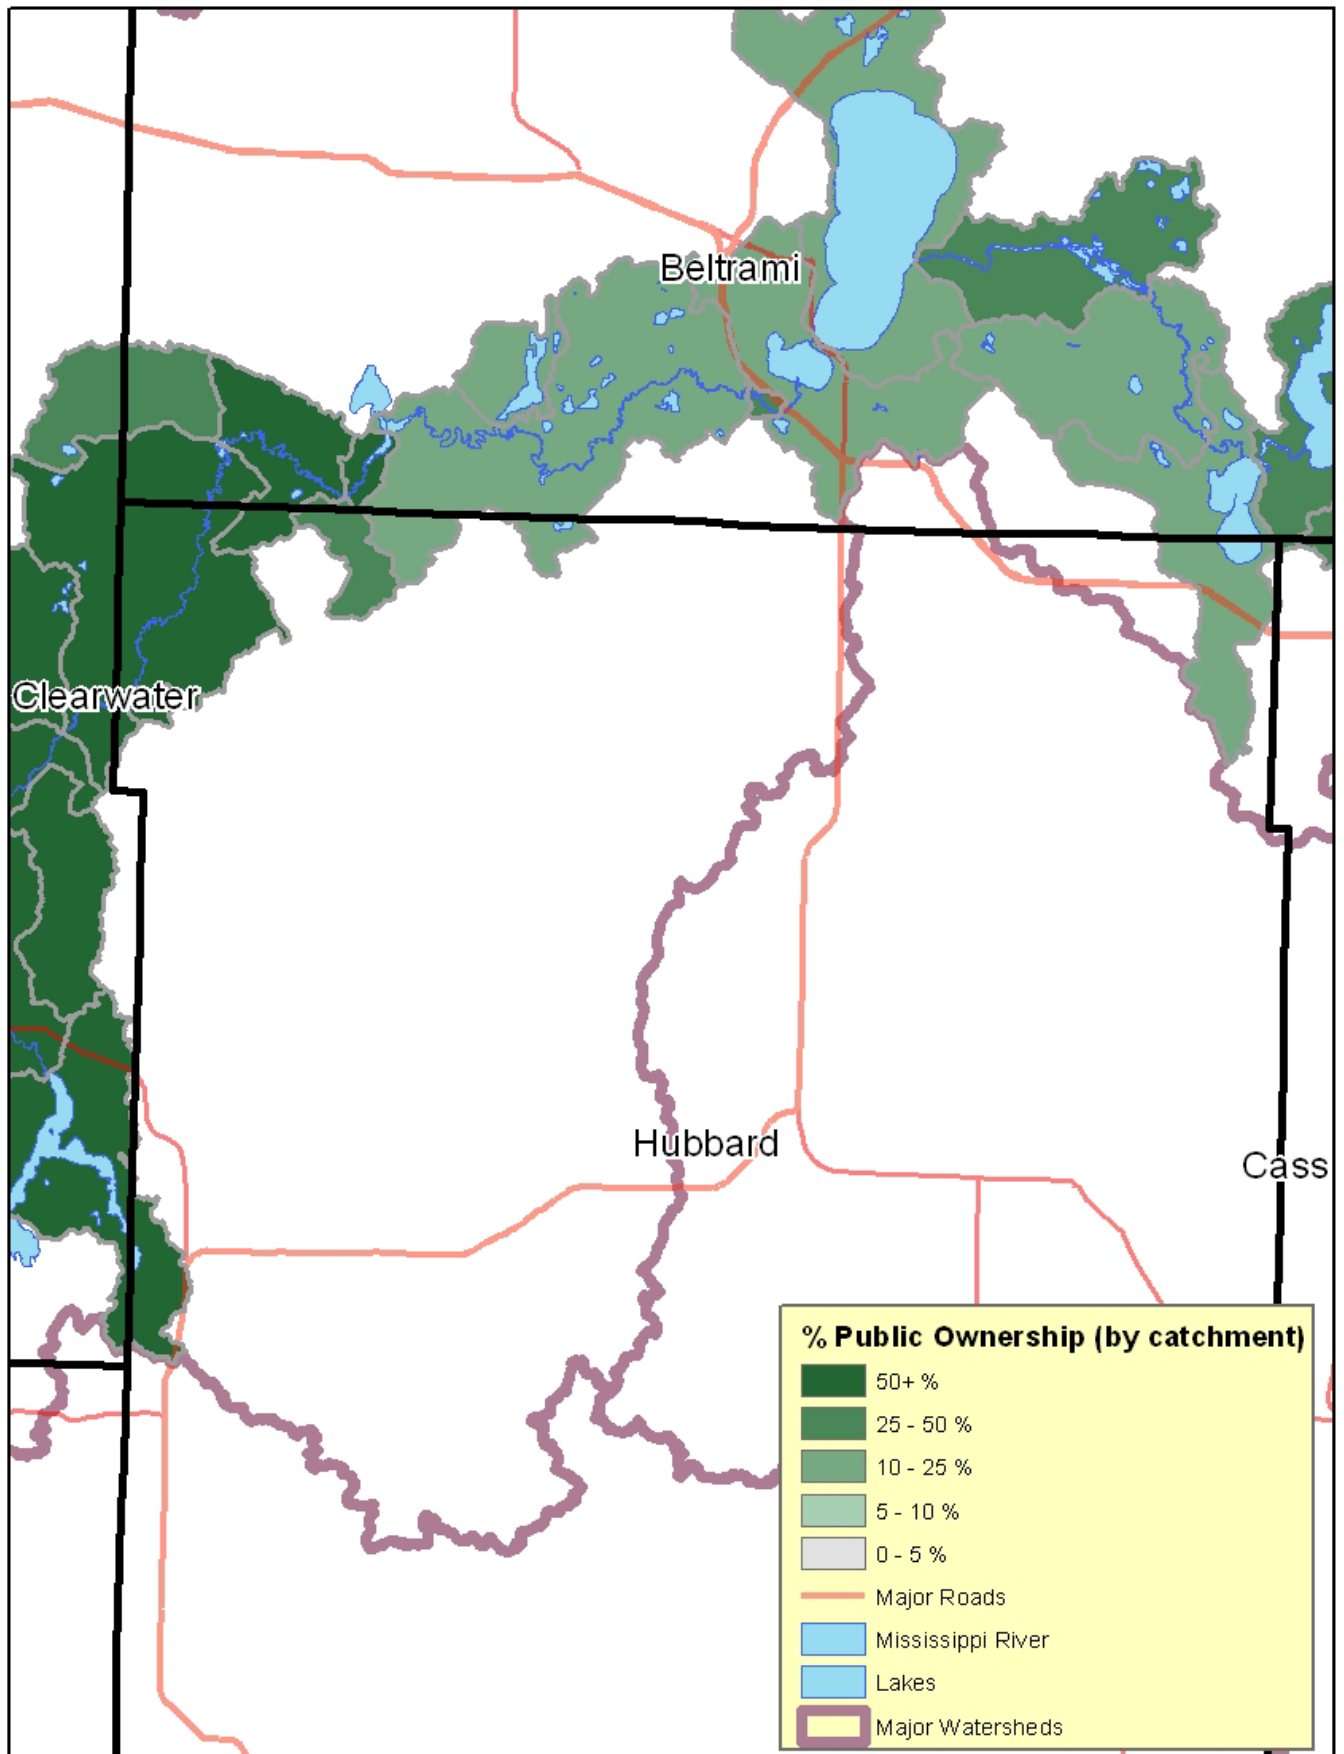 Beltrami
Clearwater
Hubbard
Cass
% Public Ownership (by catchment)
50+ %
25 - 50 %
10 - 25 %
5 - 10 %
0 - 5 %
Major Roads
Mississippi River
Lakes
Major Watersheds